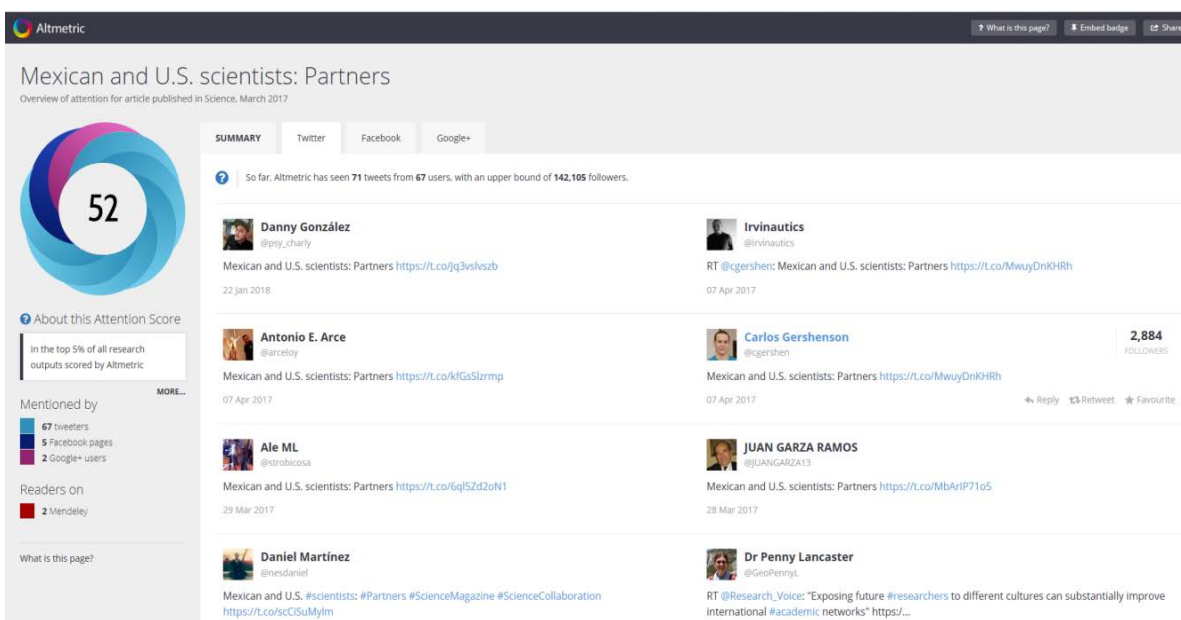 Altmetric
? What is this page?
Embed badge
Share
Mexican and U.S. scientists: Partners
Overview of attention for article published in Science, March 2017
52
SUMMARY
Twitter
Facebook
Google+
? So far, Altmetric has seen 71 tweets from 67 users, with an upper bound of 142,105 followers.
Danny González
@psy_charly
Mexican and U.S. scientists: Partners https://t.co/Jq3vslvszb
22 Jan 2018
Irvinautics
@irvinautics
RT @cgershen: Mexican and U.S. scientists: Partners https://t.co/MwuyDnKHRh
07 Apr 2017
Antonio E. Arce
@arceloy
Mexican and U.S. scientists: Partners https://t.co/kfGsSlzrmp
07 Apr 2017
Carlos Gershenson
@cgershen
2,884
FOLLOWERS
Mexican and U.S. scientists: Partners https://t.co/MwuyDnKHRh
07 Apr 2017
Reply Retweet Favourite
Ale ML
@strobicosa
Mexican and U.S. scientists: Partners https://t.co/6ql5Zd2oN1
29 Mar 2017
JUAN GARZA RAMOS
@JUANGARZA13
Mexican and U.S. scientists: Partners https://t.co/MbArIP71o5
28 Mar 2017
Daniel Martínez
@nesdaniel
Mexican and U.S. #scientists: #Partners #ScienceMagazine #ScienceCollaboration
https://t.co/scCiSuMylm
Dr Penny Lancaster
@GeoPennyL
RT @Research_Voice: "Exposing future #researchers to different cultures can substantially improve
international #academic networks" https:/...
? About this Attention Score
In the top 5% of all research
outputs scored by Altmetric
MORE...
Mentioned by
67 tweeters
5 Facebook pages
2 Google+ users
Readers on
2 Mendeley
What is this page?